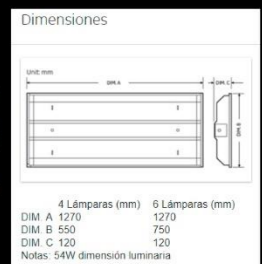 Dimensiones
Unit: mm
DIM. A
DIM. C
DIM. B
4 Lámparas (mm) 6 Lámparas (mm)
DIM. A 1270 1270
DIM. B 550 750
DIM. C 120 120
Notas: 54W dimensión luminaria